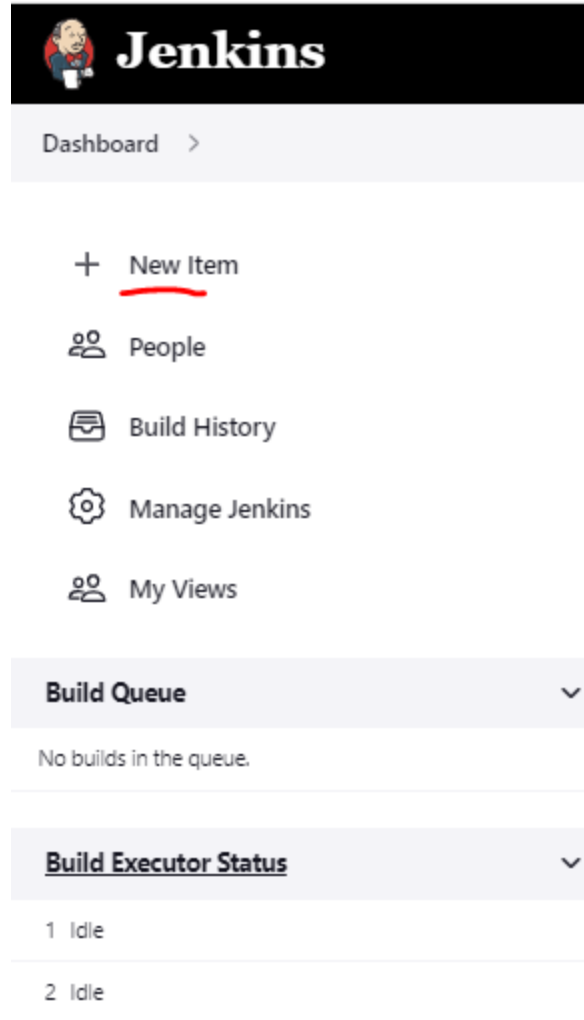 Jenkins
Dashboard
New Item
People
Build History
Manage Jenkins
My Views
Build Queue
No builds in the queue.
Build Executor Status
1 Idle
2 Idle